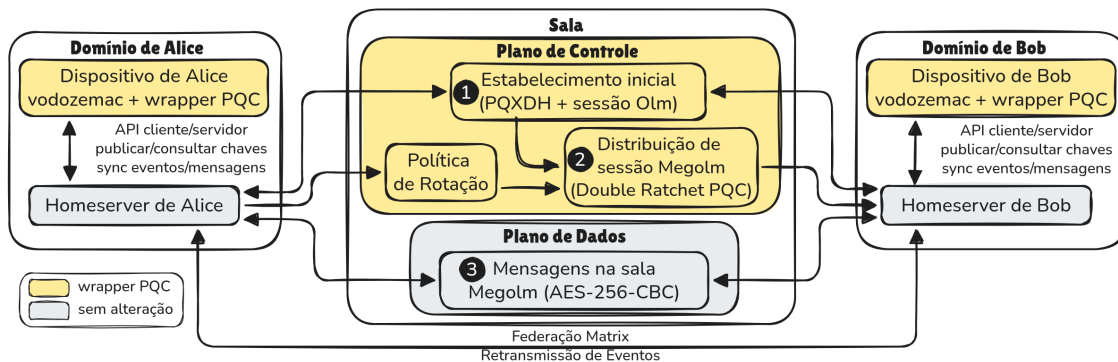 Sala
Domínio de Alice
Dispositivo de Alice
vodozemac + wrapper PQC
API cliente/servidor
publicar/consultar chaves
sync eventos/mensagens
Homeserver de Alice
Plano de Controle
1 Estabelecimento inicial
(PQXDH + sessão Olm)
Política
de Rotação
2 Distribuição de
sessão Megolm
(Double Ratchet PQC)
Plano de Dados
3 Mensagens na sala
Megolm (AES-256-CBC)
Domínio de Bob
Dispositivo de Bob
vodozemac + wrapper PQC
API cliente/servidor
publicar/consultar chaves
sync eventos/mensagens
Homeserver de Bob
wrapper PQC
sem alteração
Federação Matrix
Retransmissão de Eventos